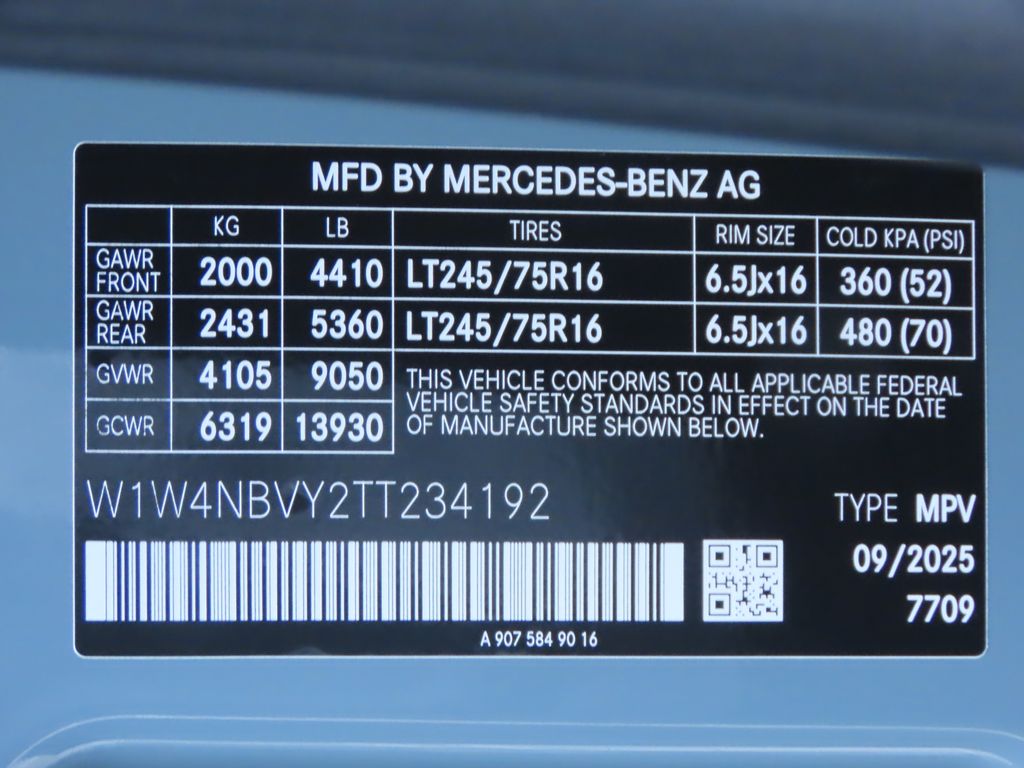 MFD BY MERCEDES-BENZ AG
KG LB TIRES RIM SIZE COLD KPA (PSI)
GAWR FRONT 2000 4410 LT245/75R16 6.5Jx16 360 (52)
GAWR REAR 2431 5360 LT245/75R16 6.5Jx16 480 (70)
GVWR 4105 9050
GCWR 6319 13930
THIS VEHICLE CONFORMS TO ALL APPLICABLE FEDERAL
VEHICLE SAFETY STANDARDS IN EFFECT ON THE DATE
OF MANUFACTURE SHOWN BELOW.
W1W4NBVY2TT234192
TYPE MPV
09/2025
7709
A 907 584 90 16